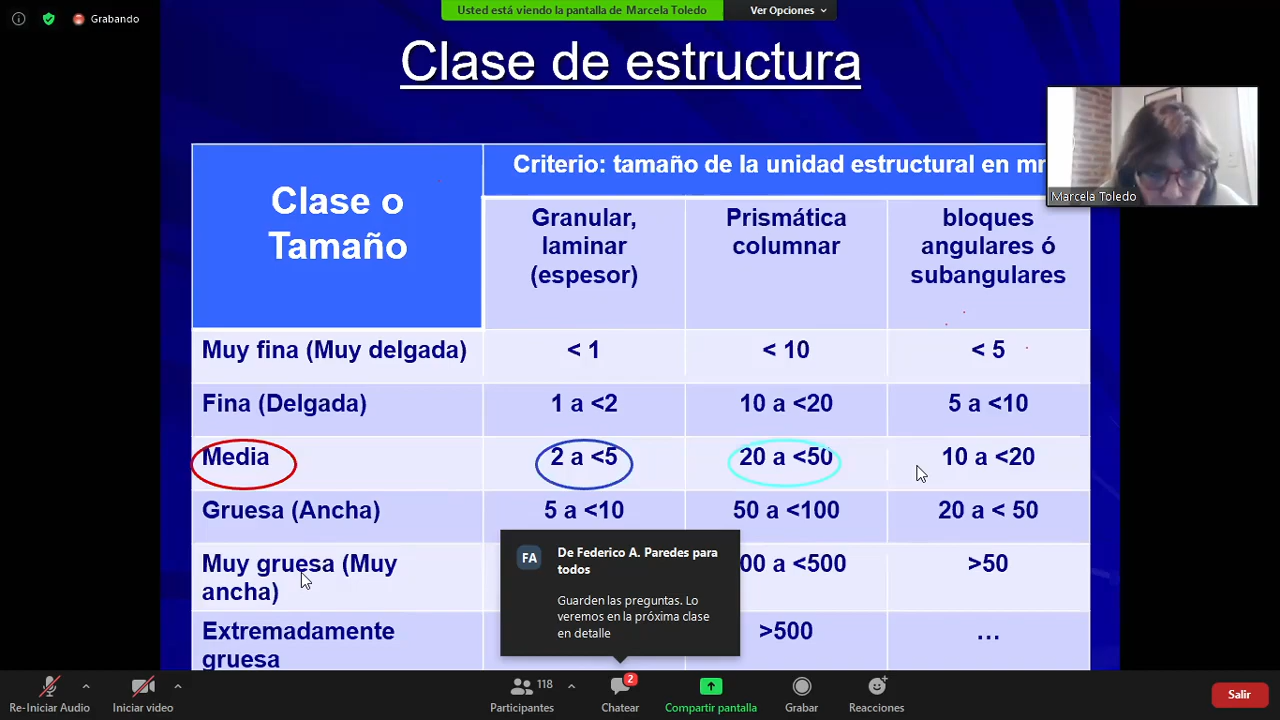 Grabando
Usted está viendo la pantalla de Marcela Toledo
Ver Opciones
Clase de estructura
Clase o
Tamaño
Criterio: tamaño de la unidad estructural en
Granular,
laminar
(espesor)
Prismática
columnar
bloques
angulares ó
subangulares
Muy fina (Muy delgada)
< 1
< 10
< 5
Fina (Delgada)
1 a <2
10 a <20
5 a <10
Media
2 a <5
20 a <50
10 a <20
Gruesa (Ancha)
5 a <10
50 a <100
20 a < 50
Muy gruesa (Muy
ancha)
00 a <500
>50
Extremadamente
gruesa
>500
...
Marcela Toledo
FA
De Federico A. Paredes para
todos
Guarden las preguntas. Lo
veremos en la próxima clase
en detalle
Re-Iniciar Audio
Iniciar video
118
Participantes
2
Chatear
Compartir pantalla
Grabar
Reacciones
Salir